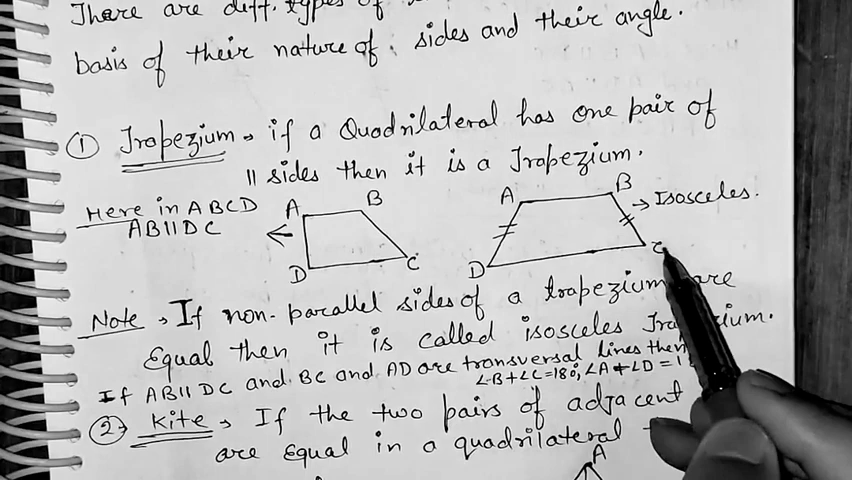 There are diff. types of
basis of their nature of sides and their angle.
① Trapezium → if a Quadrilateral has one pair of
|| sides then it is a Trapezium.
Here in ABCD
AB||DC
A B
D C
A B → Isosceles.
D C
Note → If non-parallel sides of a trapezium are
Equal then it is called isosceles
If AB||DC and BC and AD are transversal lines then
∠B+∠C=180°, ∠A+∠D=1
② Kite → If the two pairs of adjacent
are equal in a quadrilateral
A